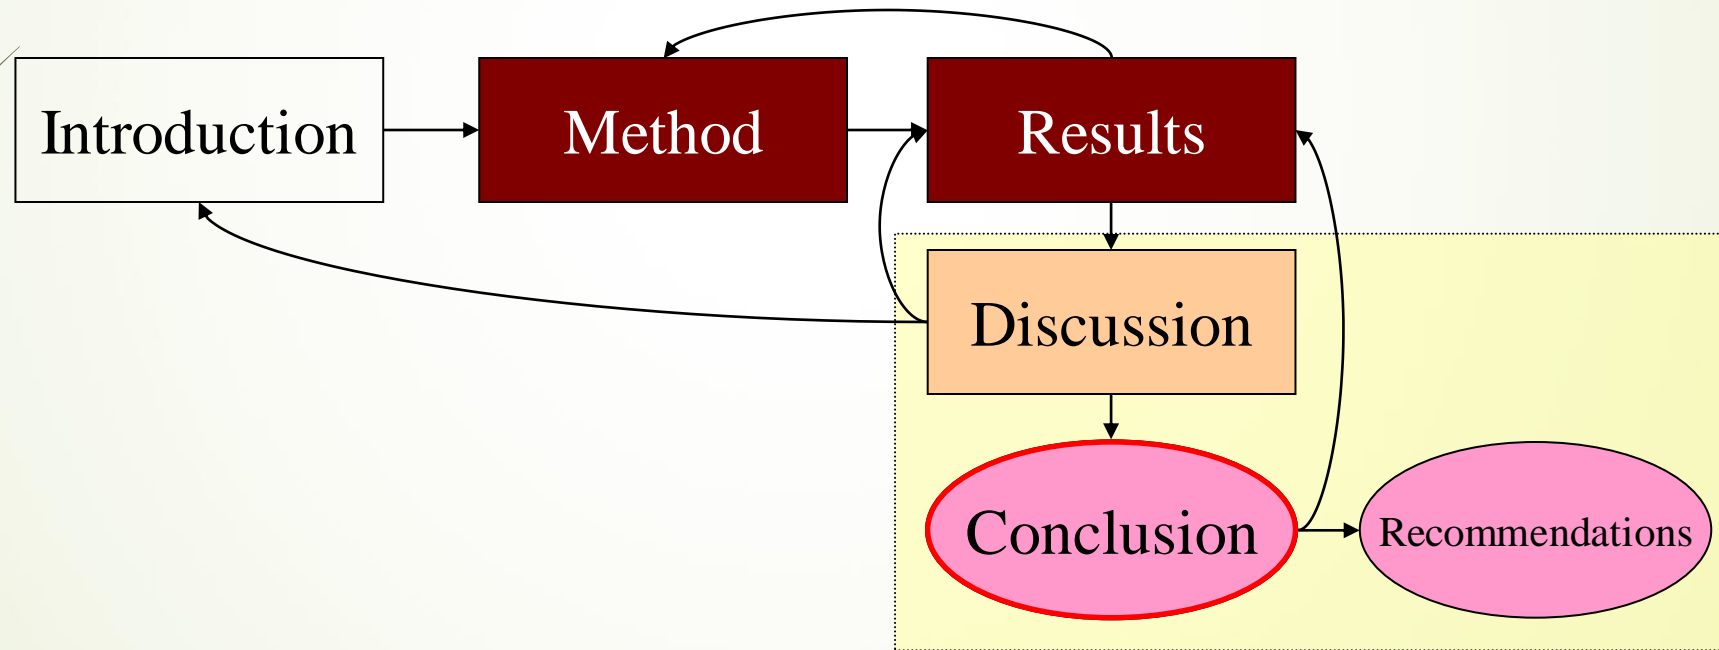 Introduction
Method
Results
Discussion
Conclusion
Recommendations